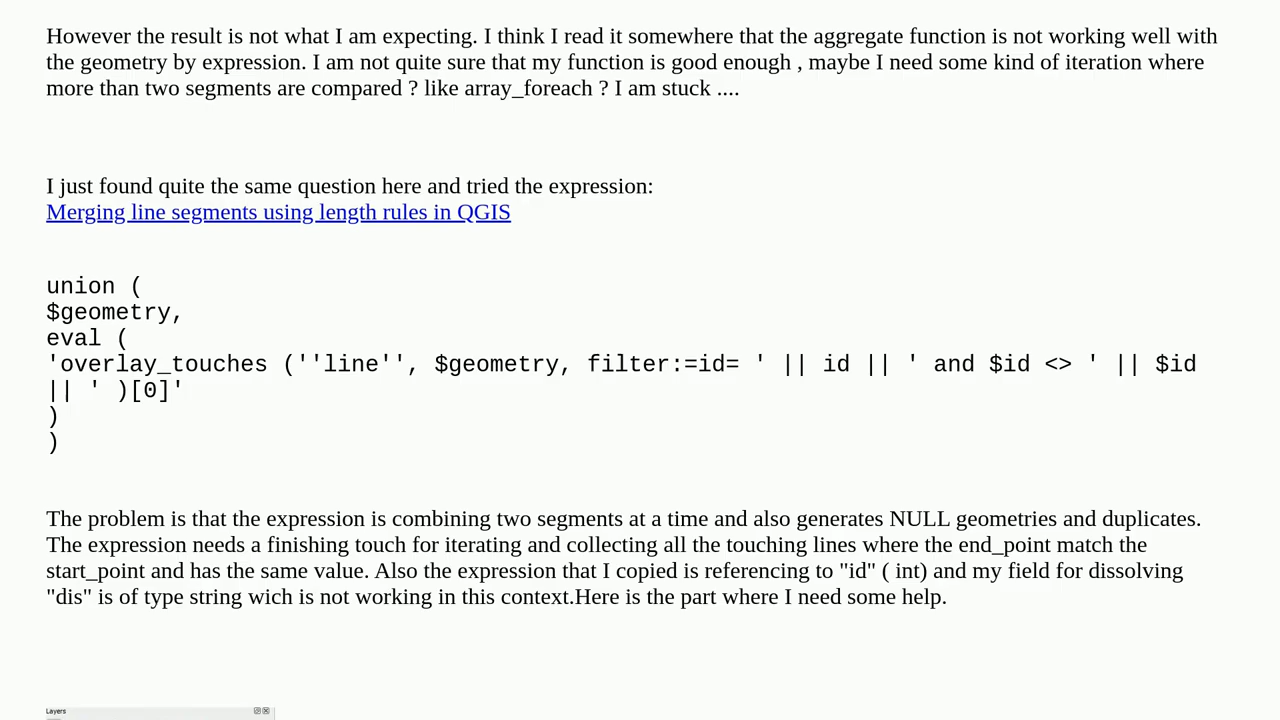 However the result is not what I am expecting. I think I read it somewhere that the aggregate function is not working well with
the geometry by expression. I am not quite sure that my function is good enough , maybe I need some kind of iteration where
more than two segments are compared ? like array_foreach ? I am stuck ....
I just found quite the same question here and tried the expression:
Merging line segments using length rules in QGIS
union (
$geometry,
eval (
'overlay_touches (''line'', $geometry, filter:=id= ' || id || ' and $id <> ' || $id
|| ' )[0]'
)
)
The problem is that the expression is combining two segments at a time and also generates NULL geometries and duplicates.
The expression needs a finishing touch for iterating and collecting all the touching lines where the end_point match the
start_point and has the same value. Also the expression that I copied is referencing to "id" ( int) and my field for dissolving
"dis" is of type string wich is not working in this context.Here is the part where I need some help.
Layers